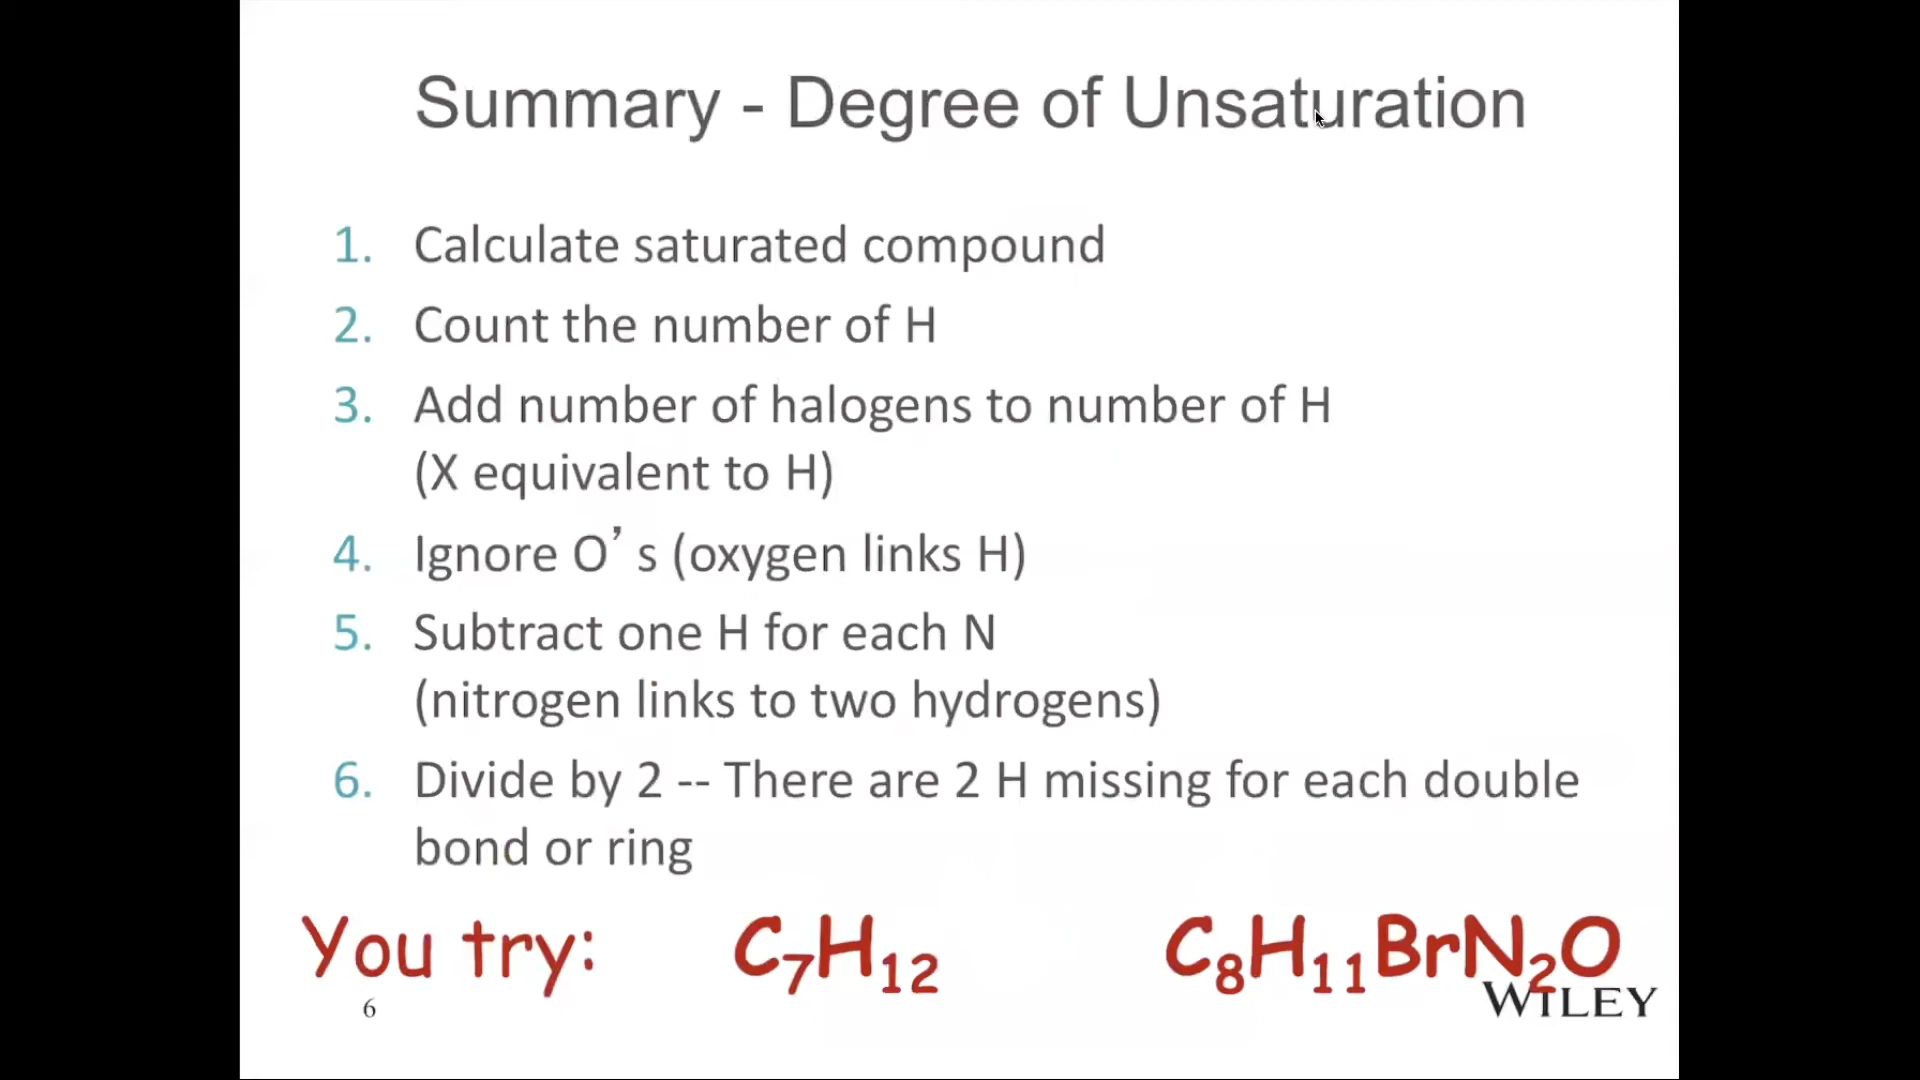 Summary - Degree of Unsaturation
1. Calculate saturated compound
2. Count the number of H
3. Add number of halogens to number of H
(X equivalent to H)
4. Ignore O’s (oxygen links H)
5. Subtract one H for each N
(nitrogen links to two hydrogens)
6. Divide by 2 -- There are 2 H missing for each double
bond or ring
You try: C₇H₁₂ C₈H₁₁BrN₂O
6 WILEY